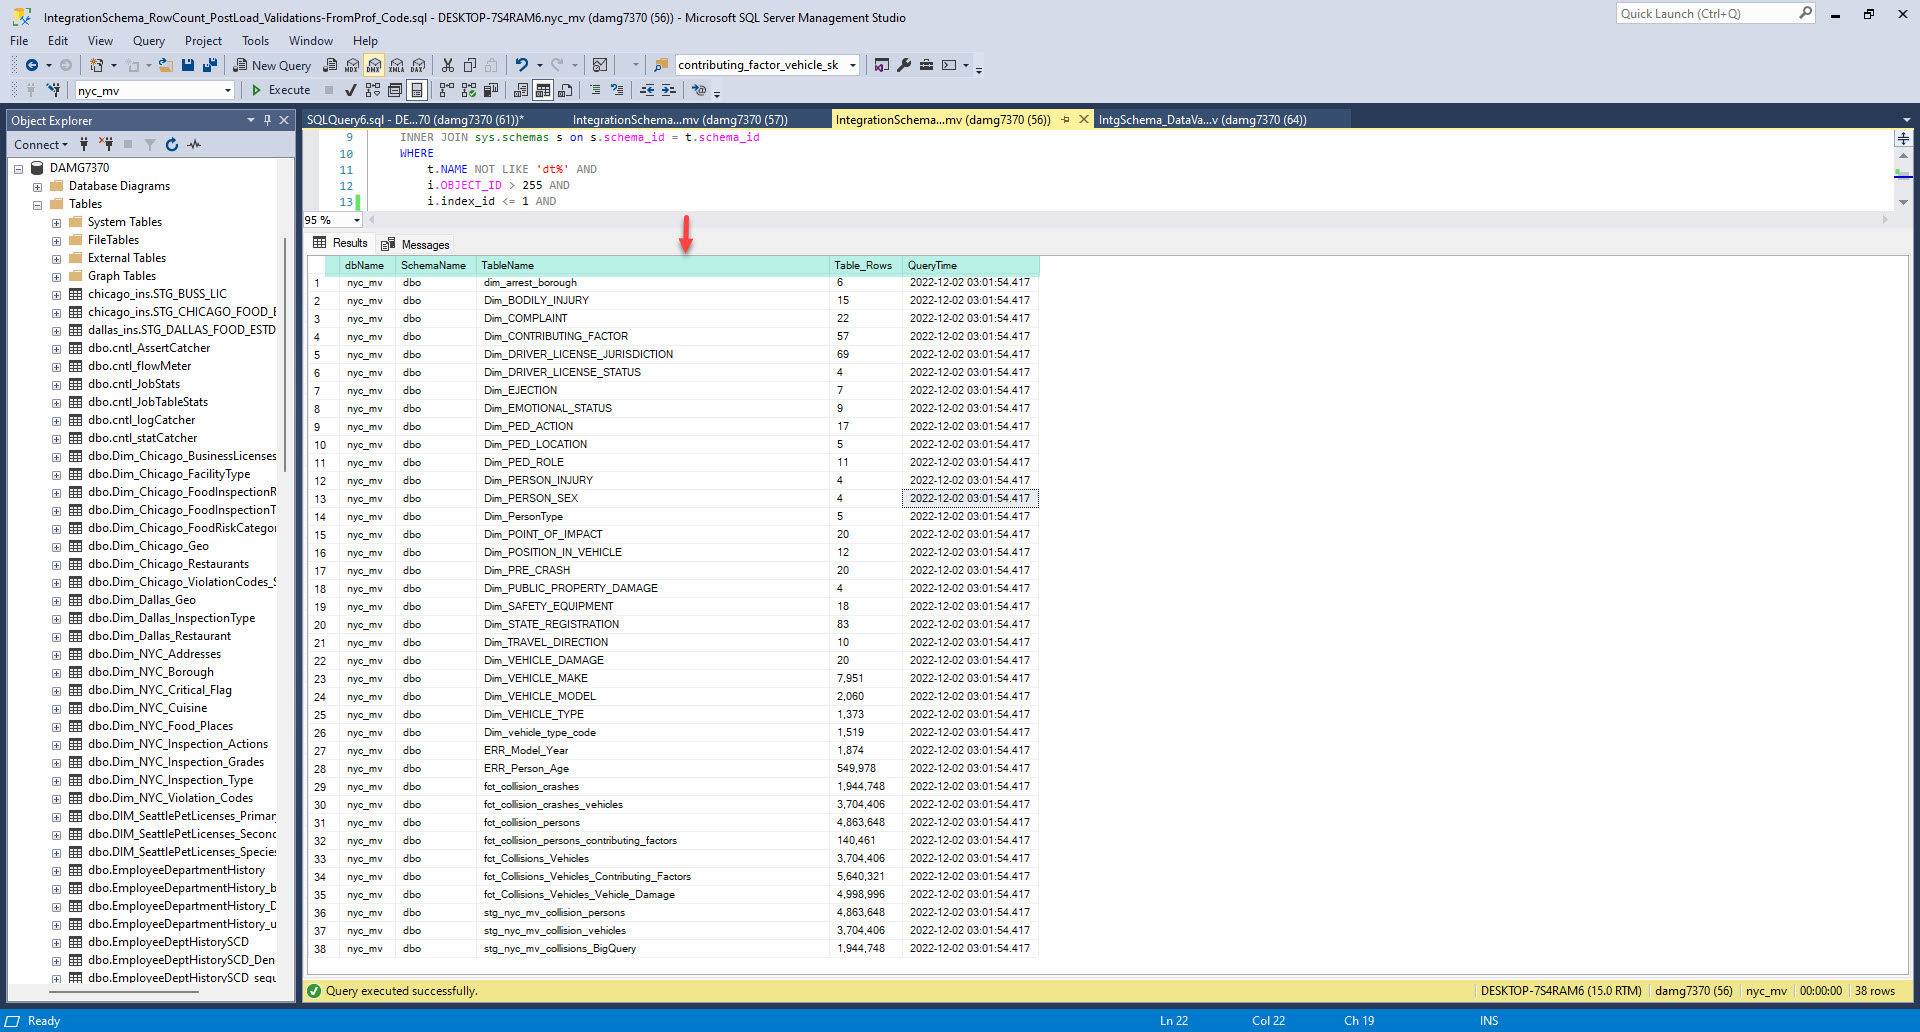 IntegrationSchema_RowCount_PostLoad_Validations-FromProf_Code.sql - DESKTOP-7S4RAM6.nyc_mv (damg7370 (56)) - Microsoft SQL Server Management Studio
Quick Launch (Ctrl+Q)
File Edit View Query Project Tools Window Help
New Query MDX DMX XMLA DAX contributing_factor_vehicle_sk
nyc_mv Execute
Object Explorer
Connect
DAMG7370
Database Diagrams
Tables
System Tables
FileTables
External Tables
Graph Tables
chicago_ins.STG_BUSS_LIC
chicago_ins.STG_CHICAGO_FOOD_E
dallas_ins.STG_DALLAS_FOOD_ESTD
dbo.cntl_AssertCatcher
dbo.cntl_flowMeter
dbo.cntl_JobStats
dbo.cntl_JobTableStats
dbo.cntl_logCatcher
dbo.cntl_statCatcher
dbo.Dim_Chicago_BusinessLicenses
dbo.Dim_Chicago_FacilityType
dbo.Dim_Chicago_FoodInspectionR
dbo.Dim_Chicago_FoodInspectionT
dbo.Dim_Chicago_FoodRiskCategor
dbo.Dim_Chicago_Geo
dbo.Dim_Chicago_Restaurants
dbo.Dim_Chicago_ViolationCodes_S
dbo.Dim_Dallas_Geo
dbo.Dim_Dallas_InspectionType
dbo.Dim_Dallas_Restaurant
dbo.Dim_NYC_Addresses
dbo.Dim_NYC_Borough
dbo.Dim_NYC_Critical_Flag
dbo.Dim_NYC_Cuisine
dbo.Dim_NYC_Food_Places
dbo.Dim_NYC_Inspection_Actions
dbo.Dim_NYC_Inspection_Grades
dbo.Dim_NYC_Inspection_Type
dbo.Dim_NYC_Violation_Codes
dbo.DIM_SeattlePetLicenses_Primar
dbo.DIM_SeattlePetLicenses_Secon
dbo.DIM_SeattlePetLicenses_Specie
dbo.EmployeeDepartmentHistory
dbo.EmployeeDepartmentHistory_b
dbo.EmployeeDepartmentHistory_D
dbo.EmployeeDepartmentHistory_u
dbo.EmployeeDeptHistorySCD
dbo.EmployeeDeptHistorySCD_Den
dbo.EmployeeDeptHistorySCD_sequ
SQLQuery6.sql - DE...70 (damg7370 (61))* IntegrationSchema...mv (damg7370 (57)) IntegrationSchema...mv (damg7370 (56)) IntgSchema_DataVa...v (damg7370 (64))
9 INNER JOIN sys.schemas s on s.schema_id = t.schema_id
10 WHERE
11 t.NAME NOT LIKE 'dt%' AND
12 i.OBJECT_ID > 255 AND
13 i.index_id <= 1 AND
95 %
Results Messages
dbName SchemaName TableName Table_Rows QueryTime
1 nyc_mv dbo dim_arrest_borough 6 2022-12-02 03:01:54.417
2 nyc_mv dbo Dim_BODILY_INJURY 15 2022-12-02 03:01:54.417
3 nyc_mv dbo Dim_COMPLAINT 22 2022-12-02 03:01:54.417
4 nyc_mv dbo Dim_CONTRIBUTING_FACTOR 57 2022-12-02 03:01:54.417
5 nyc_mv dbo Dim_DRIVER_LICENSE_JURISDICTION 69 2022-12-02 03:01:54.417
6 nyc_mv dbo Dim_DRIVER_LICENSE_STATUS 4 2022-12-02 03:01:54.417
7 nyc_mv dbo Dim_EJECTION 7 2022-12-02 03:01:54.417
8 nyc_mv dbo Dim_EMOTIONAL_STATUS 9 2022-12-02 03:01:54.417
9 nyc_mv dbo Dim_PED_ACTION 17 2022-12-02 03:01:54.417
10 nyc_mv dbo Dim_PED_LOCATION 5 2022-12-02 03:01:54.417
11 nyc_mv dbo Dim_PED_ROLE 11 2022-12-02 03:01:54.417
12 nyc_mv dbo Dim_PERSON_INJURY 4 2022-12-02 03:01:54.417
13 nyc_mv dbo Dim_PERSON_SEX 4 2022-12-02 03:01:54.417
14 nyc_mv dbo Dim_PersonType 5 2022-12-02 03:01:54.417
15 nyc_mv dbo Dim_POINT_OF_IMPACT 20 2022-12-02 03:01:54.417
16 nyc_mv dbo Dim_POSITION_IN_VEHICLE 12 2022-12-02 03:01:54.417
17 nyc_mv dbo Dim_PRE_CRASH 20 2022-12-02 03:01:54.417
18 nyc_mv dbo Dim_PUBLIC_PROPERTY_DAMAGE 4 2022-12-02 03:01:54.417
19 nyc_mv dbo Dim_SAFETY_EQUIPMENT 18 2022-12-02 03:01:54.417
20 nyc_mv dbo Dim_STATE_REGISTRATION 83 2022-12-02 03:01:54.417
21 nyc_mv dbo Dim_TRAVEL_DIRECTION 10 2022-12-02 03:01:54.417
22 nyc_mv dbo Dim_VEHICLE_DAMAGE 20 2022-12-02 03:01:54.417
23 nyc_mv dbo Dim_VEHICLE_MAKE 7,951 2022-12-02 03:01:54.417
24 nyc_mv dbo Dim_VEHICLE_MODEL 2,060 2022-12-02 03:01:54.417
25 nyc_mv dbo Dim_VEHICLE_TYPE 1,373 2022-12-02 03:01:54.417
26 nyc_mv dbo Dim_vehicle_type_code 1,519 2022-12-02 03:01:54.417
27 nyc_mv dbo ERR_Model_Year 1,874 2022-12-02 03:01:54.417
28 nyc_mv dbo ERR_Person_Age 549,978 2022-12-02 03:01:54.417
29 nyc_mv dbo fct_collision_crashes 1,944,748 2022-12-02 03:01:54.417
30 nyc_mv dbo fct_collision_crashes_vehicles 3,704,406 2022-12-02 03:01:54.417
31 nyc_mv dbo fct_collision_persons 4,863,648 2022-12-02 03:01:54.417
32 nyc_mv dbo fct_collision_persons_contributing_factors 140,461 2022-12-02 03:01:54.417
33 nyc_mv dbo fct_Collisions_Vehicles 3,704,406 2022-12-02 03:01:54.417
34 nyc_mv dbo fct_Collisions_Vehicles_Contributing_Factors 5,640,321 2022-12-02 03:01:54.417
35 nyc_mv dbo fct_Collisions_Vehicles_Vehicle_Damage 4,998,996 2022-12-02 03:01:54.417
36 nyc_mv dbo stg_nyc_mv_collision_persons 4,863,648 2022-12-02 03:01:54.417
37 nyc_mv dbo stg_nyc_mv_collision_vehicles 3,704,406 2022-12-02 03:01:54.417
38 nyc_mv dbo stg_nyc_mv_collisions_BigQuery 1,944,748 2022-12-02 03:01:54.417
Query executed successfully. DESKTOP-7S4RAM6 (15.0 RTM) damg7370 (56) nyc_mv 00:00:00 38 rows
Ready Ln 22 Col 22 Ch 19 INS